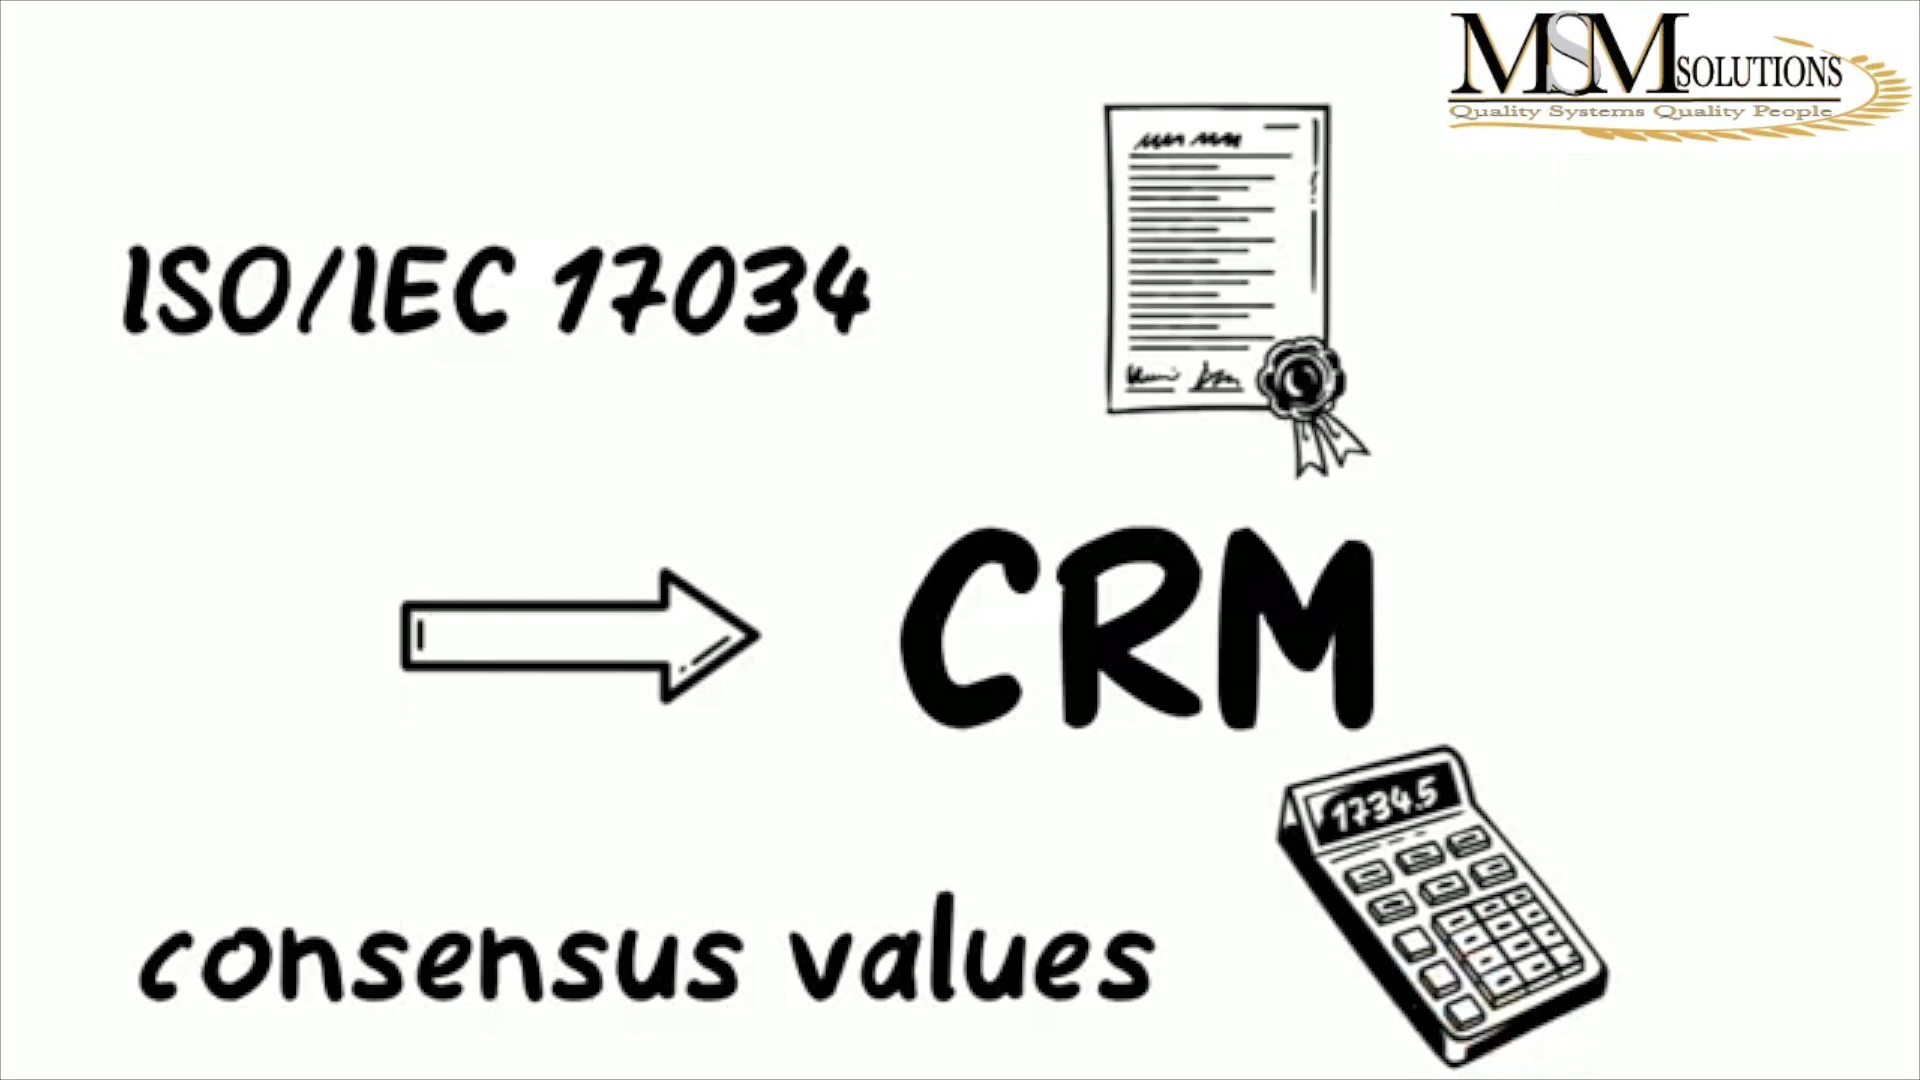 MSM SOLUTIONS
Quality Systems Quality People
ISO/IEC 17034
CRM
1734.5
consensus values